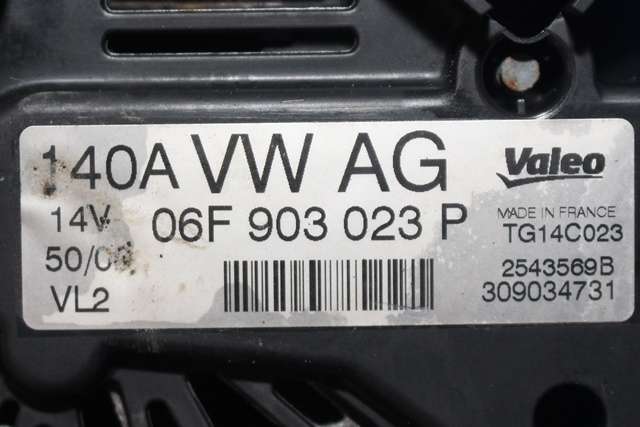 140A VW AG
Valeo
14V 06F 903 023 P
MADE IN FRANCE
TG14C023
VL2
2543569B
309034731